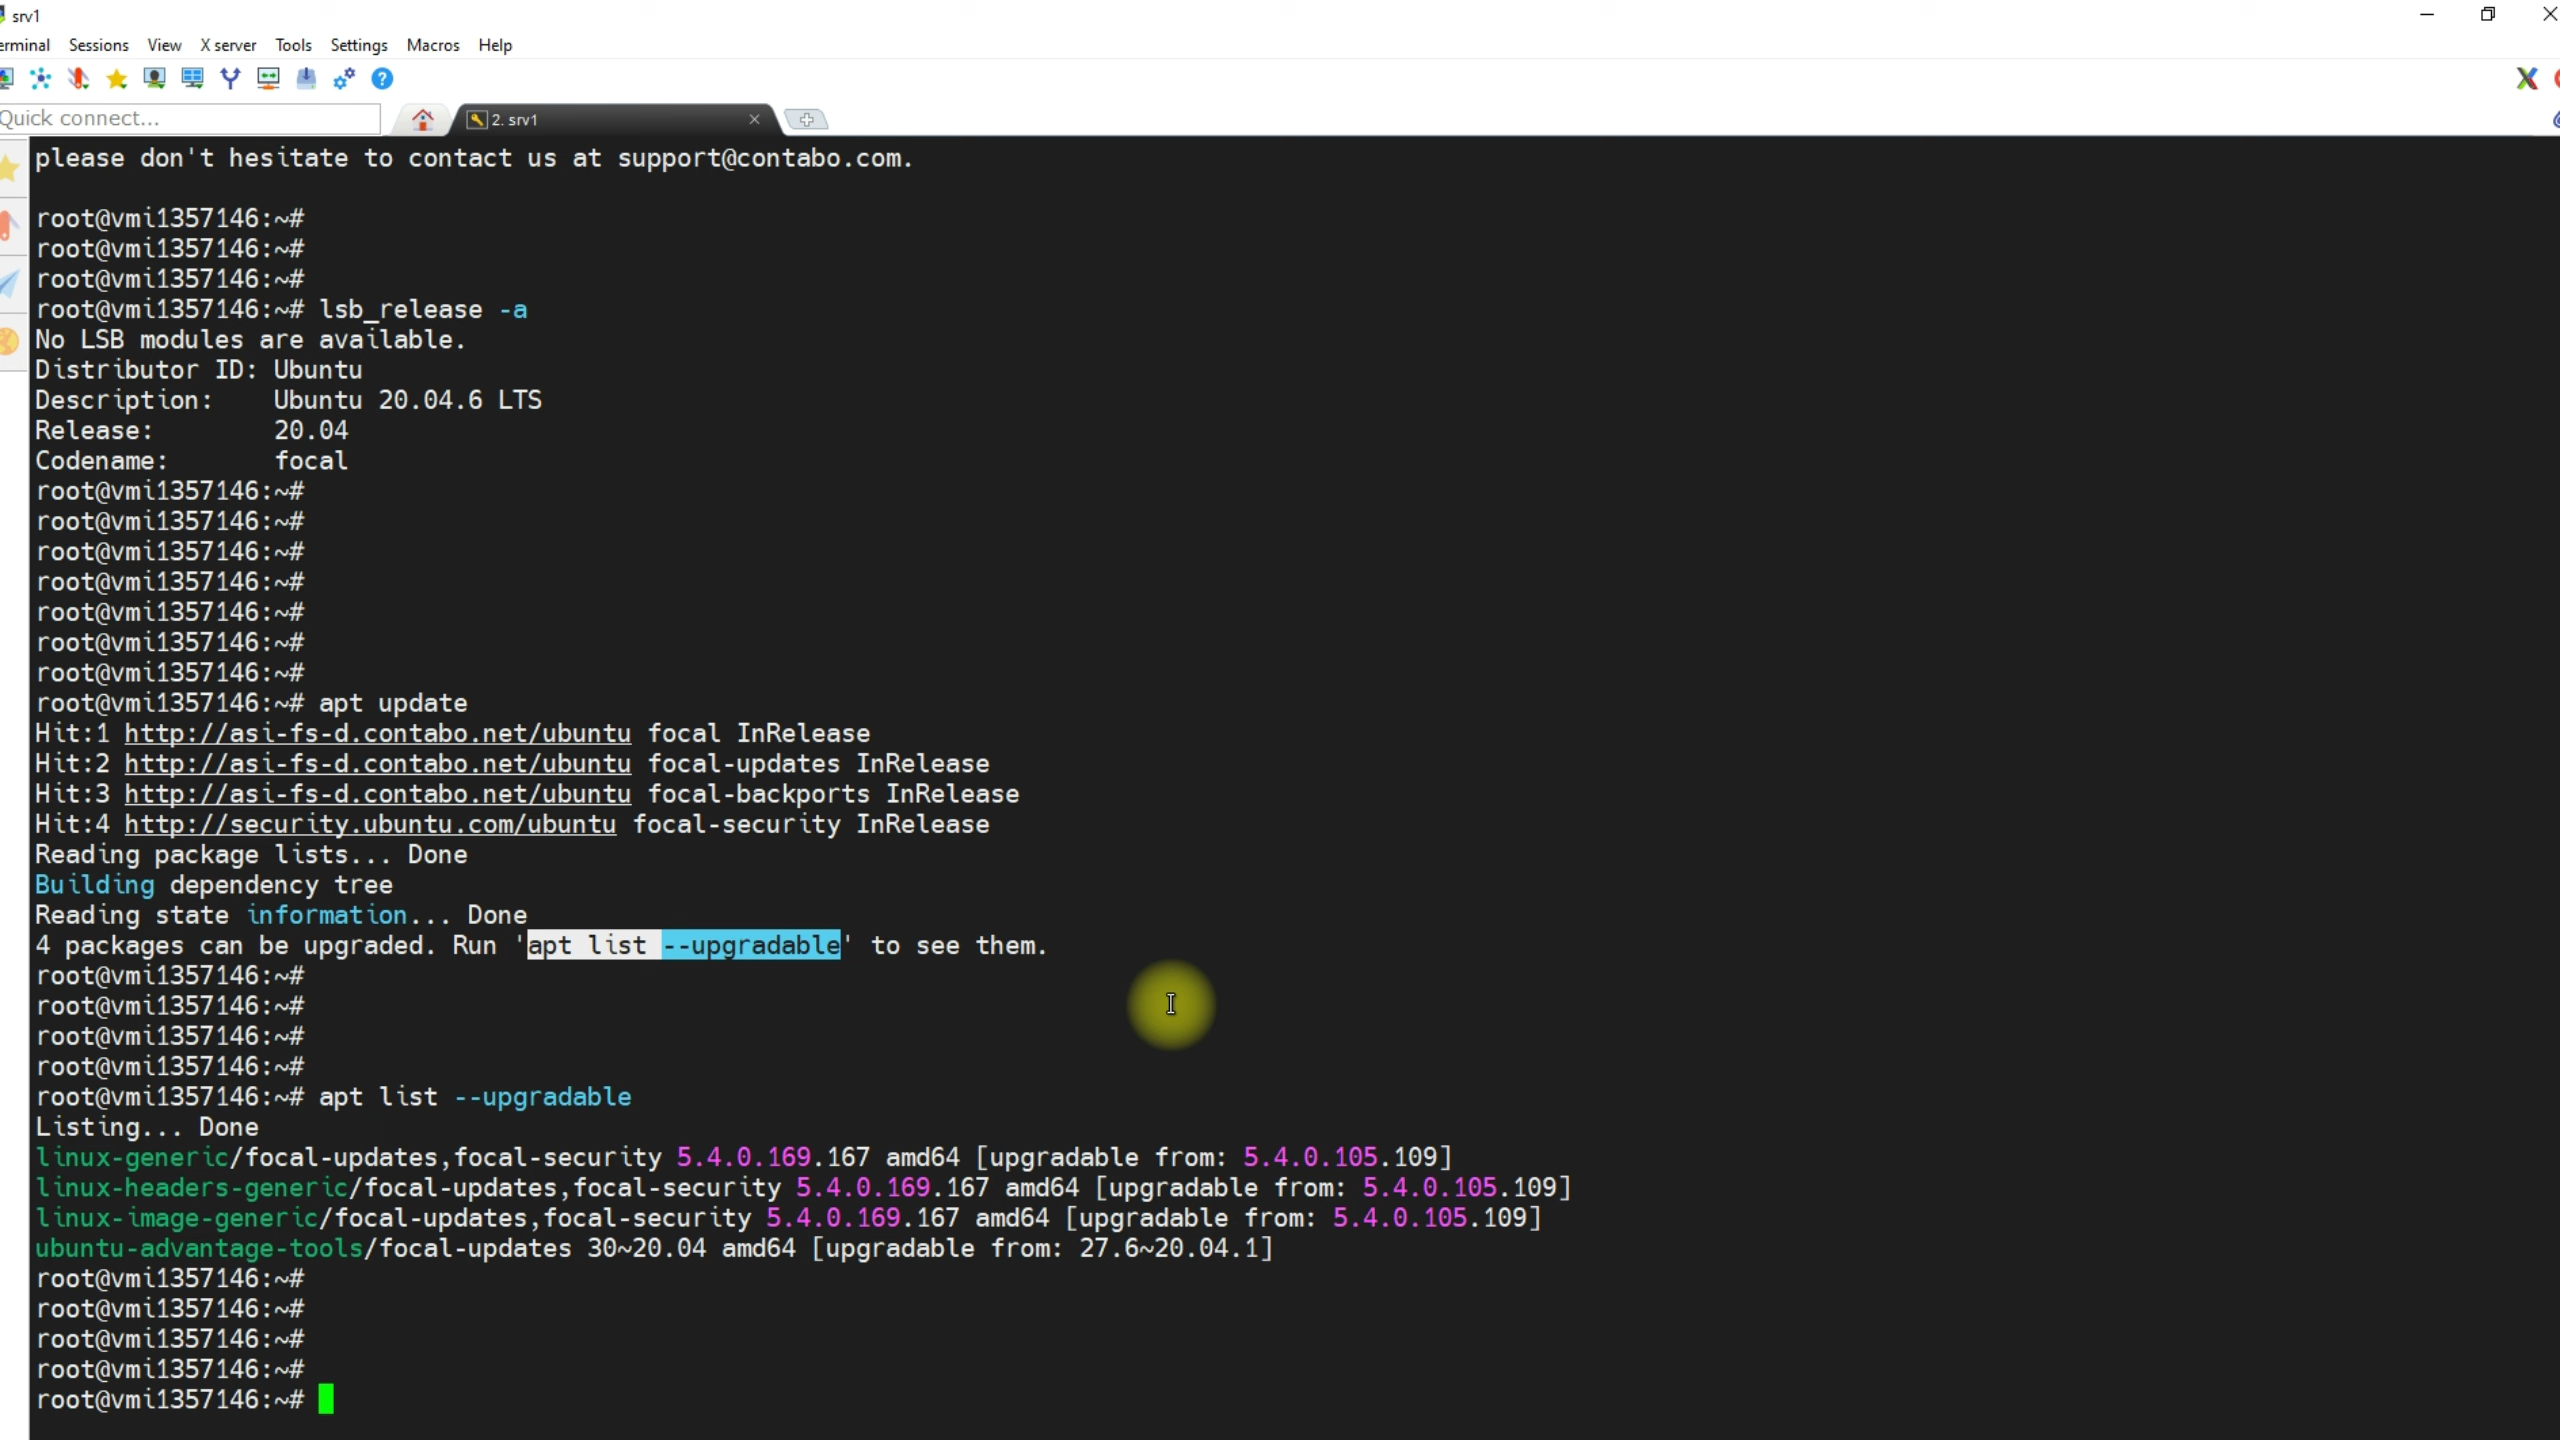 srv1
erminal Sessions View X server Tools Settings Macros Help
Quick connect...
2. srv1
please don't hesitate to contact us at support@contabo.com.
root@vmi1357146:~#
root@vmi1357146:~#
root@vmi1357146:~#
root@vmi1357146:~# lsb_release -a
No LSB modules are available.
Distributor ID: Ubuntu
Description: Ubuntu 20.04.6 LTS
Release: 20.04
Codename: focal
root@vmi1357146:~#
root@vmi1357146:~#
root@vmi1357146:~#
root@vmi1357146:~#
root@vmi1357146:~#
root@vmi1357146:~#
root@vmi1357146:~#
root@vmi1357146:~# apt update
Hit:1 http://asi-fs-d.contabo.net/ubuntu focal InRelease
Hit:2 http://asi-fs-d.contabo.net/ubuntu focal-updates InRelease
Hit:3 http://asi-fs-d.contabo.net/ubuntu focal-backports InRelease
Hit:4 http://security.ubuntu.com/ubuntu focal-security InRelease
Reading package lists... Done
Building dependency tree
Reading state information... Done
4 packages can be upgraded. Run 'apt list --upgradable' to see them.
root@vmi1357146:~#
root@vmi1357146:~#
root@vmi1357146:~#
root@vmi1357146:~#
root@vmi1357146:~# apt list --upgradable
Listing... Done
linux-generic/focal-updates,focal-security 5.4.0.169.167 amd64 [upgradable from: 5.4.0.105.109]
linux-headers-generic/focal-updates,focal-security 5.4.0.169.167 amd64 [upgradable from: 5.4.0.105.109]
linux-image-generic/focal-updates,focal-security 5.4.0.169.167 amd64 [upgradable from: 5.4.0.105.109]
ubuntu-advantage-tools/focal-updates 30~20.04 amd64 [upgradable from: 27.6~20.04.1]
root@vmi1357146:~#
root@vmi1357146:~#
root@vmi1357146:~#
root@vmi1357146:~#
root@vmi1357146:~#